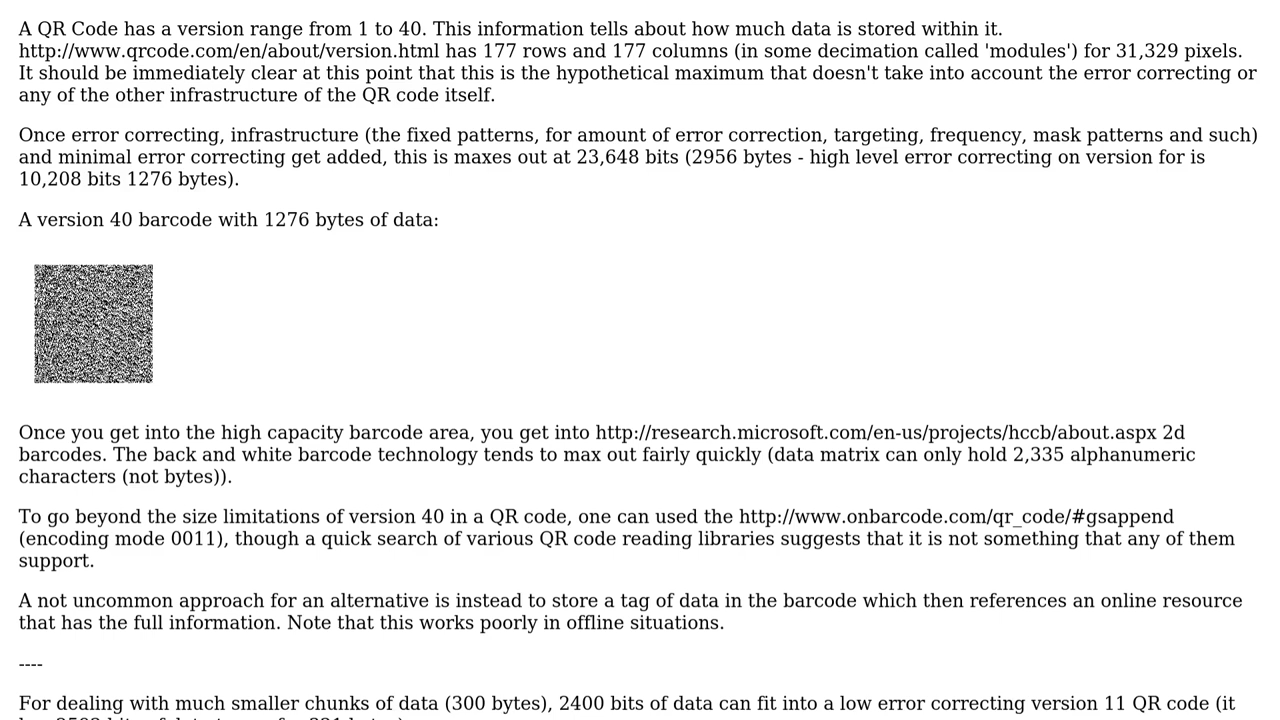 A QR Code has a version range from 1 to 40. This information tells about how much data is stored within it.
http://www.qrcode.com/en/about/version.html has 177 rows and 177 columns (in some decimation called 'modules') for 31,329 pixels.
It should be immediately clear at this point that this is the hypothetical maximum that doesn't take into account the error correcting or
any of the other infrastructure of the QR code itself.
Once error correcting, infrastructure (the fixed patterns, for amount of error correction, targeting, frequency, mask patterns and such)
and minimal error correcting get added, this is maxes out at 23,648 bits (2956 bytes - high level error correcting on version for is
10,208 bits 1276 bytes).
A version 40 barcode with 1276 bytes of data:
Once you get into the high capacity barcode area, you get into http://research.microsoft.com/en-us/projects/hccb/about.aspx 2d
barcodes. The back and white barcode technology tends to max out fairly quickly (data matrix can only hold 2,335 alphanumeric
characters (not bytes)).
To go beyond the size limitations of version 40 in a QR code, one can used the http://www.onbarcode.com/qr_code/#gsappend
(encoding mode 0011), though a quick search of various QR code reading libraries suggests that it is not something that any of them
support.
A not uncommon approach for an alternative is instead to store a tag of data in the barcode which then references an online resource
that has the full information. Note that this works poorly in offline situations.
----
For dealing with much smaller chunks of data (300 bytes), 2400 bits of data can fit into a low error correcting version 11 QR code (it